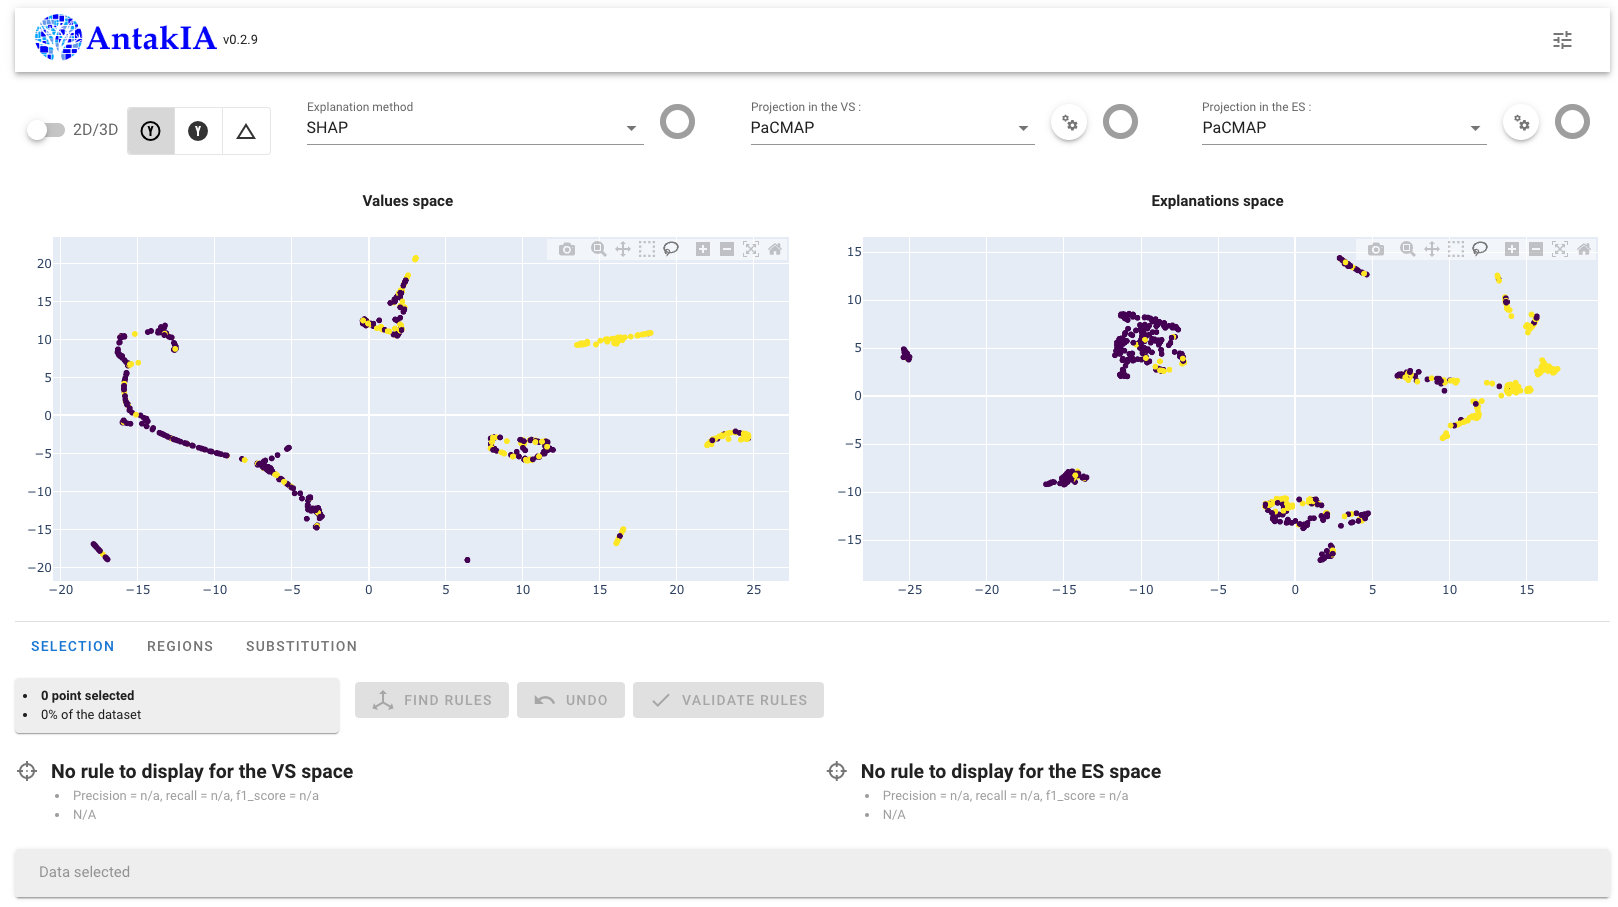 AntakIA v0.2.9
2D/3D
Y
Y
Explanation method
SHAP
Projection in the VS :
PaCMAP
Projection in the ES :
PaCMAP
Values space
20
15
10
5
0
−5
−10
−15
−20
−20
−15
−10
−5
0
5
10
15
20
25
Explanations space
15
10
5
0
−5
−10
−15
−25
−20
−15
−10
−5
0
5
10
15
SELECTION REGIONS SUBSTITUTION
• 0 point selected
• 0% of the dataset
FIND RULES
UNDO
VALIDATE RULES
No rule to display for the VS space
• Precision = n/a, recall = n/a, f1_score = n/a
• N/A
No rule to display for the ES space
• Precision = n/a, recall = n/a, f1_score = n/a
• N/A
Data selected